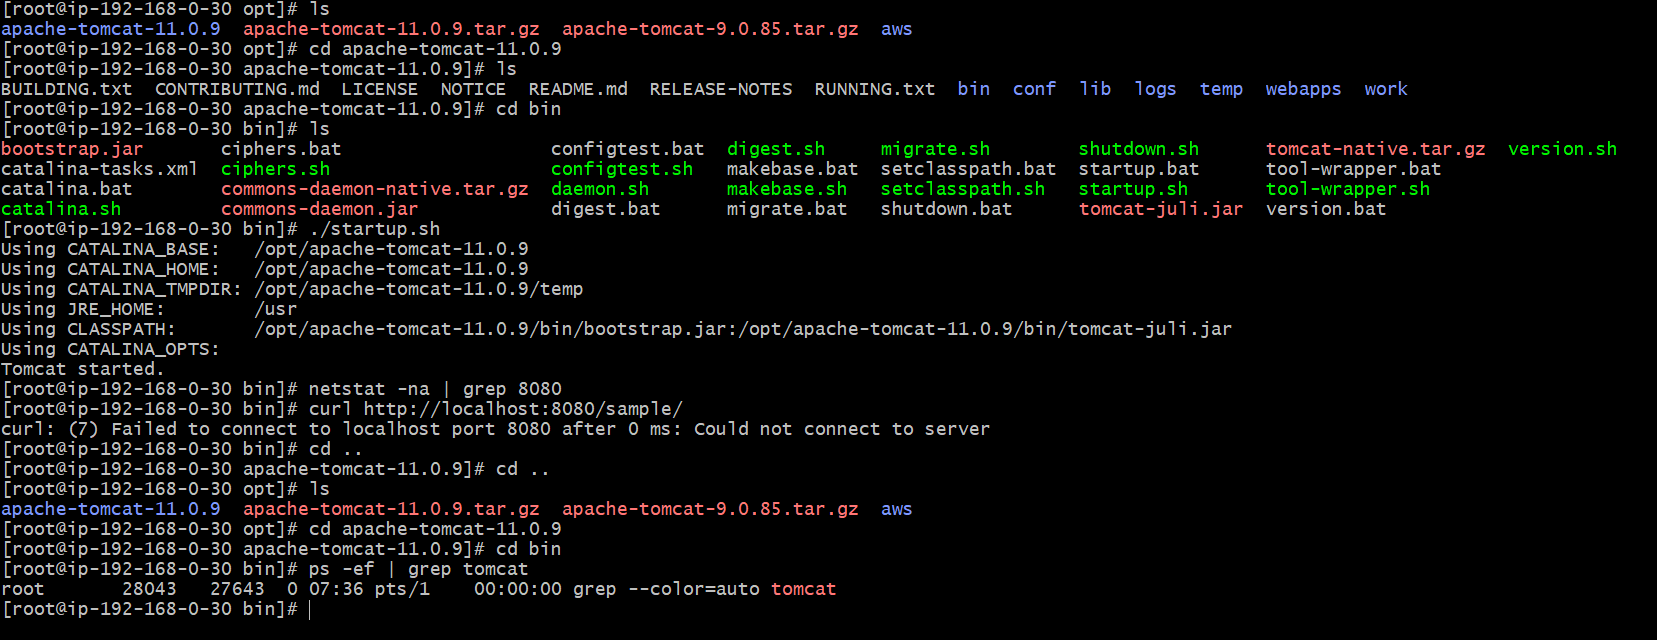 [root@ip-192-168-0-30 opt]# ls
apache-tomcat-11.0.9  apache-tomcat-11.0.9.tar.gz  apache-tomcat-9.0.85.tar.gz  aws
[root@ip-192-168-0-30 opt]# cd apache-tomcat-11.0.9
[root@ip-192-168-0-30 apache-tomcat-11.0.9]# ls
BUILDING.txt  CONTRIBUTING.md  LICENSE  NOTICE  README.md  RELEASE-NOTES  RUNNING.txt  bin  conf  lib  logs  temp  webapps  work
[root@ip-192-168-0-30 apache-tomcat-11.0.9]# cd bin
[root@ip-192-168-0-30 bin]# ls
bootstrap.jar       ciphers.bat                   configtest.bat  digest.sh     migrate.sh        shutdown.sh      tomcat-native.tar.gz  version.sh
catalina-tasks.xml  ciphers.sh                    configtest.sh   makebase.bat  setclasspath.bat  startup.bat      tool-wrapper.bat
catalina.bat        commons-daemon-native.tar.gz  daemon.sh       makebase.sh   setclasspath.sh   startup.sh       tool-wrapper.sh
catalina.sh         commons-daemon.jar            digest.bat      migrate.bat   shutdown.bat      tomcat-juli.jar  version.bat
[root@ip-192-168-0-30 bin]# ./startup.sh
Using CATALINA_BASE:   /opt/apache-tomcat-11.0.9
Using CATALINA_HOME:   /opt/apache-tomcat-11.0.9
Using CATALINA_TMPDIR: /opt/apache-tomcat-11.0.9/temp
Using JRE_HOME:        /usr
Using CLASSPATH:       /opt/apache-tomcat-11.0.9/bin/bootstrap.jar:/opt/apache-tomcat-11.0.9/bin/tomcat-juli.jar
Using CATALINA_OPTS:
Tomcat started.
[root@ip-192-168-0-30 bin]# netstat -na | grep 8080
[root@ip-192-168-0-30 bin]# curl http://localhost:8080/sample/
curl: (7) Failed to connect to localhost port 8080 after 0 ms: Could not connect to server
[root@ip-192-168-0-30 bin]# cd ..
[root@ip-192-168-0-30 apache-tomcat-11.0.9]# cd ..
[root@ip-192-168-0-30 opt]# ls
apache-tomcat-11.0.9  apache-tomcat-11.0.9.tar.gz  apache-tomcat-9.0.85.tar.gz  aws
[root@ip-192-168-0-30 opt]# cd apache-tomcat-11.0.9
[root@ip-192-168-0-30 apache-tomcat-11.0.9]# cd bin
[root@ip-192-168-0-30 bin]# ps -ef | grep tomcat
root       28043   27643  0 07:36 pts/1    00:00:00 grep --color=auto tomcat
[root@ip-192-168-0-30 bin]#